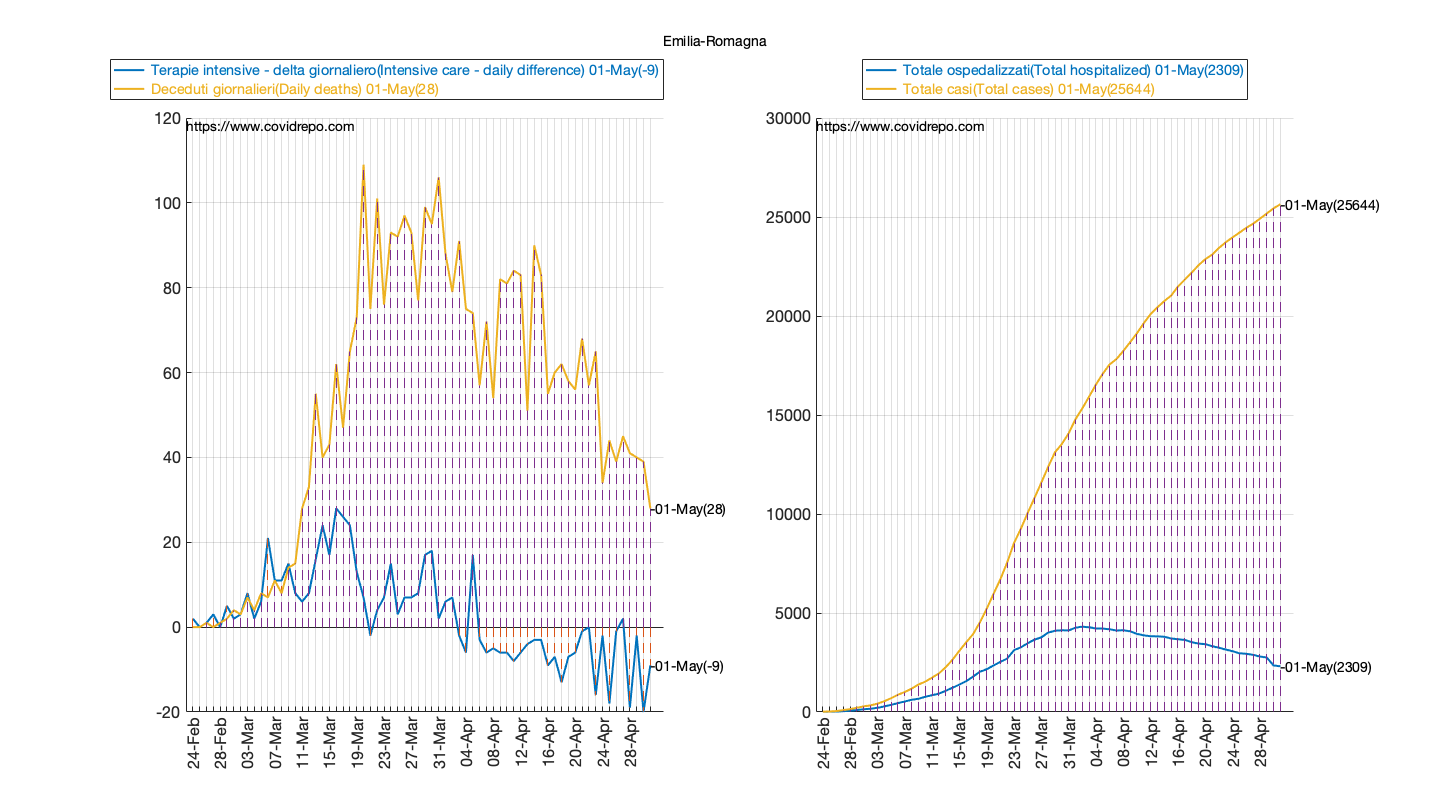 Emilia-Romagna
Terapie intensive - delta giornaliero(Intensive care - daily difference) 01-May(-9)
Deceduti giornalieri(Daily deaths) 01-May(28)
https://www.covidrepo.com
120
100
80
60
40
20
0
-20
01-May(28)
01-May(-9)
24-Feb
28-Feb
03-Mar
07-Mar
11-Mar
15-Mar
19-Mar
23-Mar
27-Mar
31-Mar
04-Apr
08-Apr
12-Apr
16-Apr
20-Apr
24-Apr
28-Apr
Totale ospedalizzati(Total hospitalized) 01-May(2309)
Totale casi(Total cases) 01-May(25644)
https://www.covidrepo.com
30000
25000
20000
15000
10000
5000
0
01-May(25644)
01-May(2309)
24-Feb
28-Feb
03-Mar
07-Mar
11-Mar
15-Mar
19-Mar
23-Mar
27-Mar
31-Mar
04-Apr
08-Apr
12-Apr
16-Apr
20-Apr
24-Apr
28-Apr